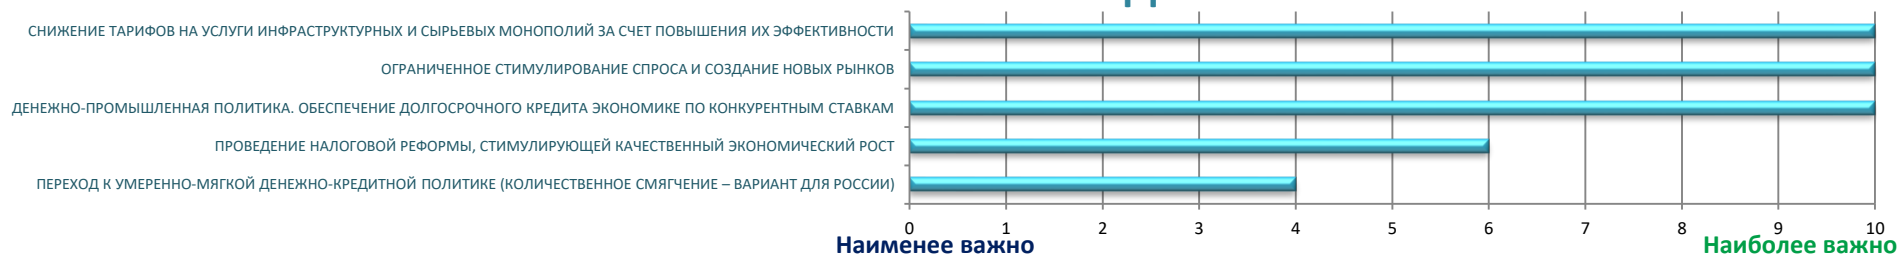 СНИЖЕНИЕ ТАРИФОВ НА УСЛУГИ ИНФРАСТРУКТУРНЫХ И СЫРЬЕВЫХ МОНОПОЛИЙ ЗА СЧЕТ ПОВЫШЕНИЯ ИХ ЭФФЕКТИВНОСТИ
ОГРАНИЧЕННОЕ СТИМУЛИРОВАНИЕ СПРОСА И СОЗДАНИЕ НОВЫХ РЫНКОВ
ДЕНЕЖНО-ПРОМЫШЛЕННАЯ ПОЛИТИКА. ОБЕСПЕЧЕНИЕ ДОЛГОСРОЧНОГО КРЕДИТА ЭКОНОМИКЕ ПО КОНКУРЕНТНЫМ СТАВКАМ
ПРОВЕДЕНИЕ НАЛОГОВОЙ РЕФОРМЫ, СТИМУЛИРУЮЩЕЙ КАЧЕСТВЕННЫЙ ЭКОНОМИЧЕСКИЙ РОСТ
ПЕРЕХОД К УМЕРЕННО-МЯГКОЙ ДЕНЕЖНО-КРЕДИТНОЙ ПОЛИТИКЕ (КОЛИЧЕСТВЕННОЕ СМЯГЧЕНИЕ – ВАРИАНТ ДЛЯ РОССИИ)
0 1 2 3 4 5 6 7 8 9 10
Наименее важно Наиболее важно